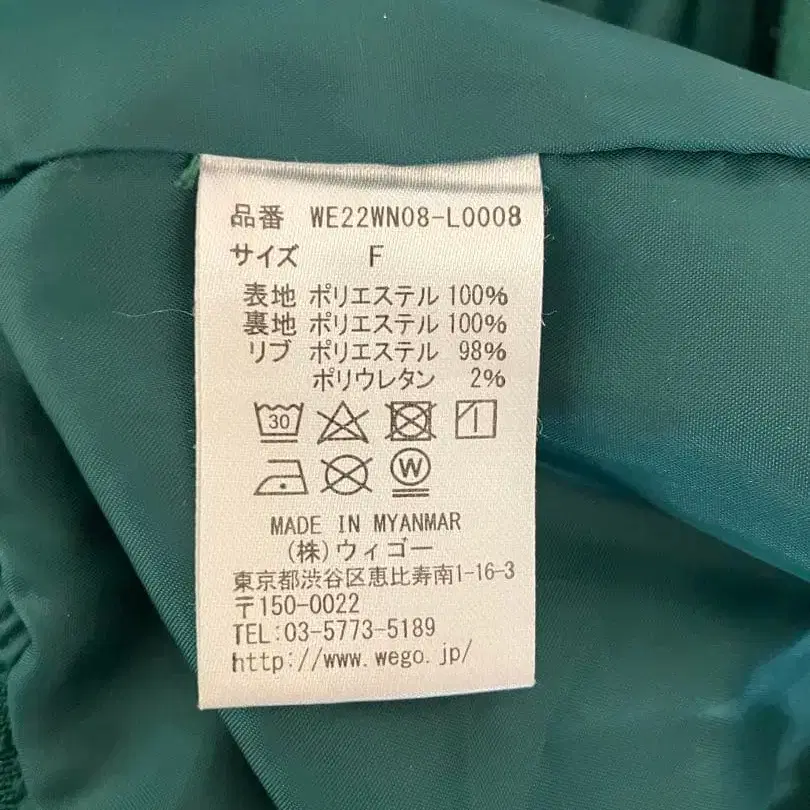 品番 WE22WN08-L0008
サイズ F
表地 ポリエステル 100%
裏地 ポリエステル 100%
リブ ポリエステル 98%
ポリウレタン 2%
30
W
MADE IN MYANMAR
(株)ウィゴー
東京都渋谷区恵比寿南1-16-3
〒150-0022
TEL:03-5773-5189
http://www.wego.jp/